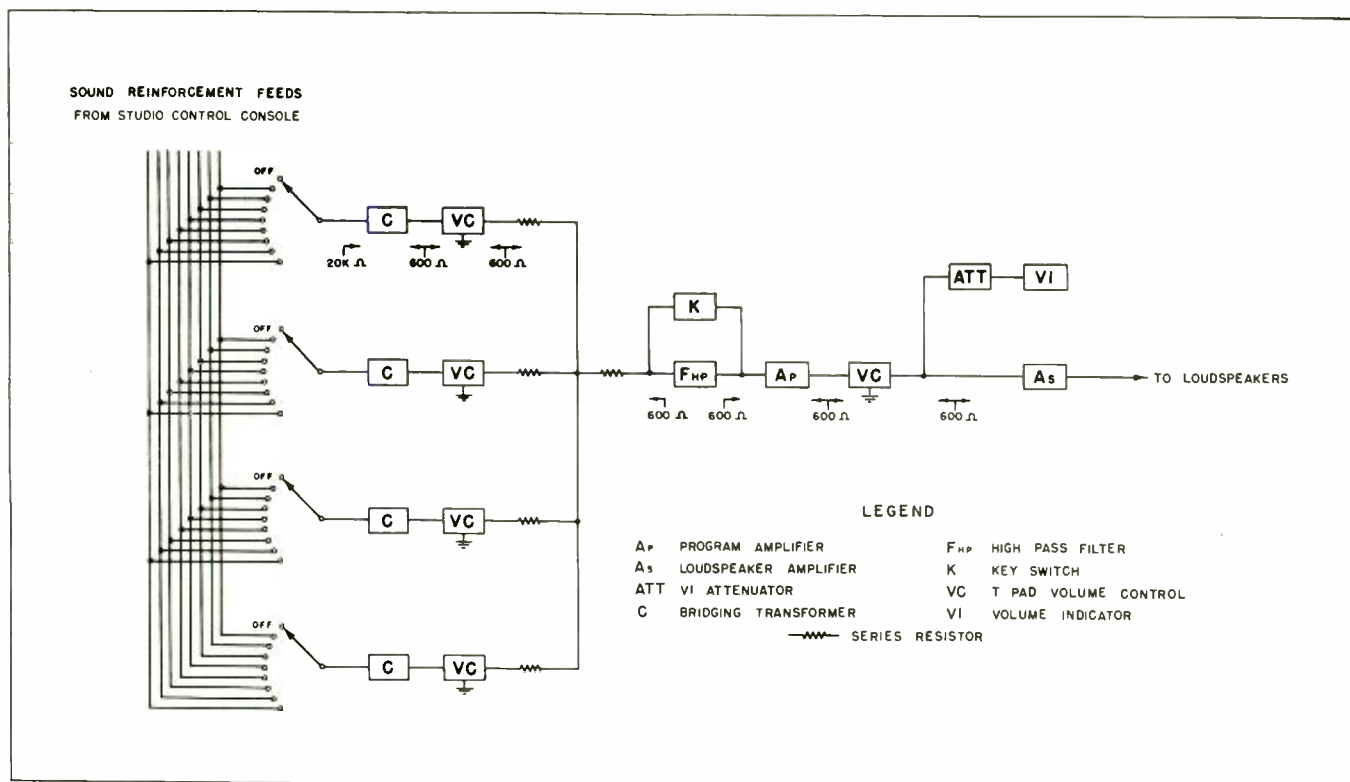 SOUND REINFORCEMENT FEEDS
FROM STUDIO CONTROL CONSOLE
OFF
C
VC
20K Ω
600 Ω
600 Ω
OFF
C
VC
K
FHP
AP
VC
ATT
VI
AS
TO LOUDSPEAKERS
600 Ω
600 Ω
600 Ω
600 Ω
OFF
C
VC
OFF
C
VC
LEGEND
AP PROGRAM AMPLIFIER
AS LOUDSPEAKER AMPLIFIER
ATT VI ATTENUATOR
C BRIDGING TRANSFORMER
FHP HIGH PASS FILTER
K KEY SWITCH
VC T PAD VOLUME CONTROL
VI VOLUME INDICATOR
SERIES RESISTOR